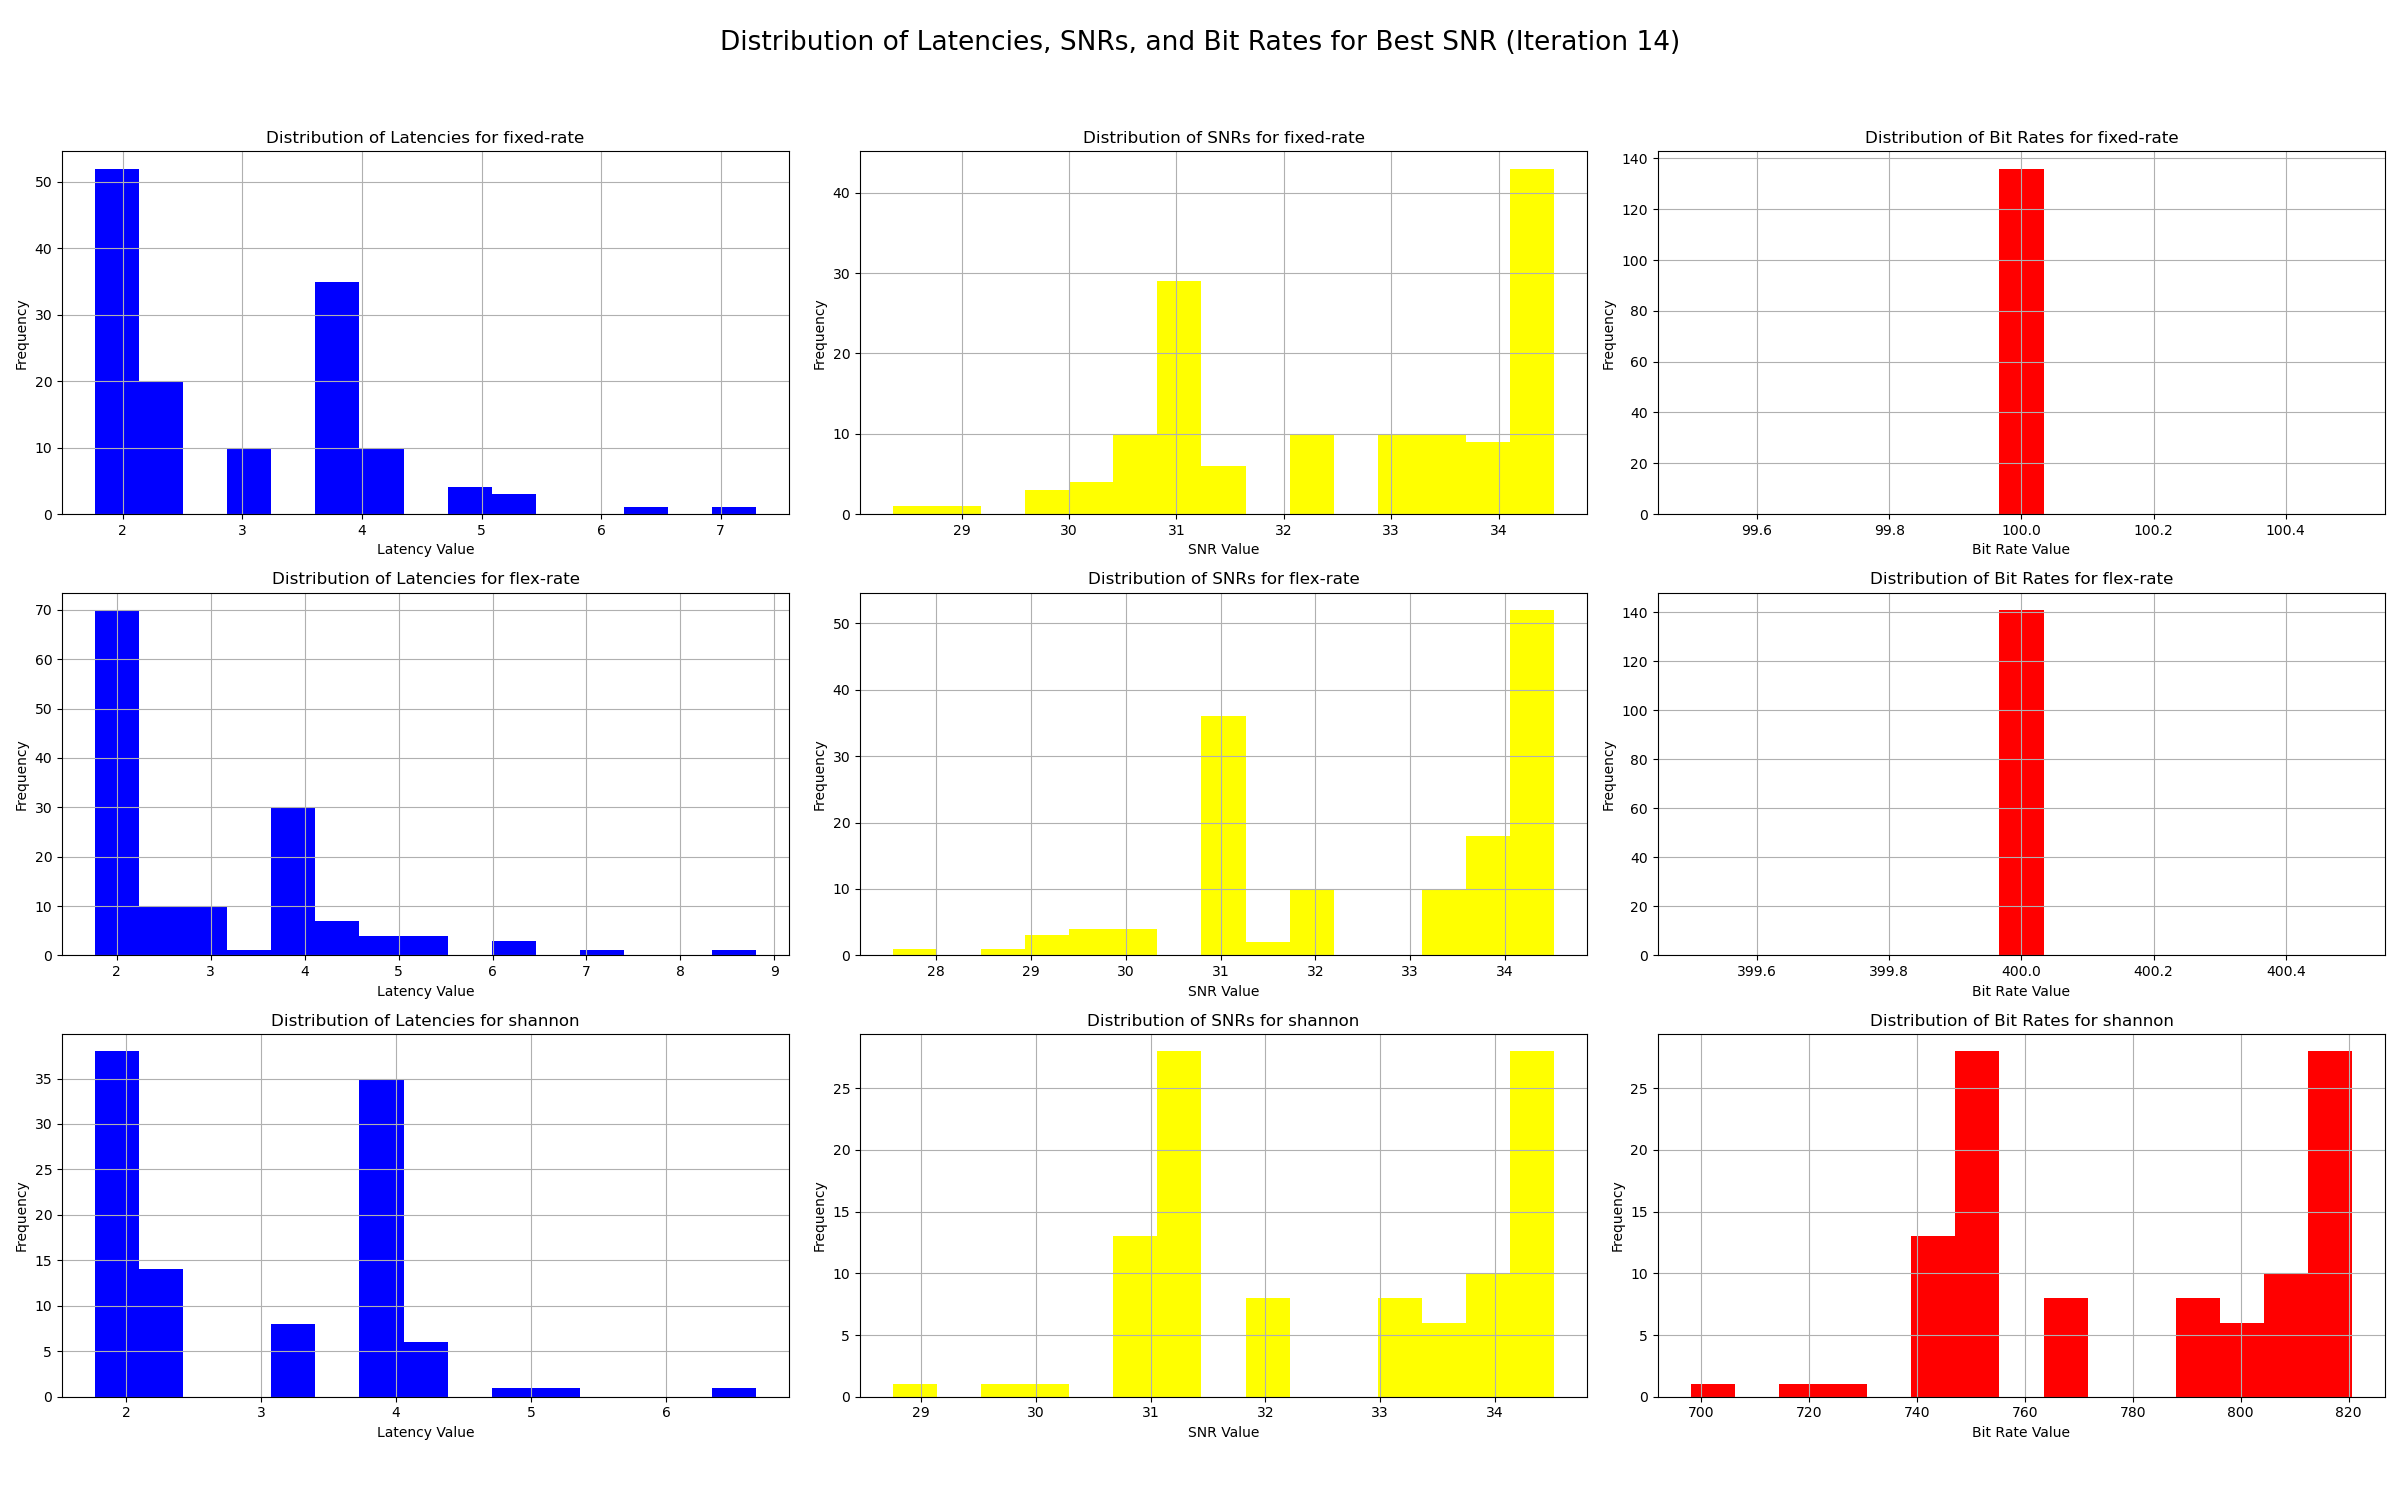 Distribution of Latencies, SNRs, and Bit Rates for Best SNR (Iteration 14)
Distribution of Latencies for fixed-rate
Frequency
50
40
30
20
10
0
2 3 4 5 6 7
Latency Value
Distribution of SNRs for fixed-rate
Frequency
40
30
20
10
0
29 30 31 32 33 34
SNR Value
Distribution of Bit Rates for fixed-rate
Frequency
140
120
100
80
60
40
20
0
99.6 99.8 100.0 100.2 100.4
Bit Rate Value
Distribution of Latencies for flex-rate
Frequency
70
60
50
40
30
20
10
0
2 3 4 5 6 7 8 9
Latency Value
Distribution of SNRs for flex-rate
Frequency
50
40
30
20
10
0
28 29 30 31 32 33 34
SNR Value
Distribution of Bit Rates for flex-rate
Frequency
140
120
100
80
60
40
20
0
399.6 399.8 400.0 400.2 400.4
Bit Rate Value
Distribution of Latencies for shannon
Frequency
35
30
25
20
15
10
5
0
2 3 4 5 6
Latency Value
Distribution of SNRs for shannon
Frequency
25
20
15
10
5
0
29 30 31 32 33 34
SNR Value
Distribution of Bit Rates for shannon
Frequency
25
20
15
10
5
0
700 720 740 760 780 800 820
Bit Rate Value